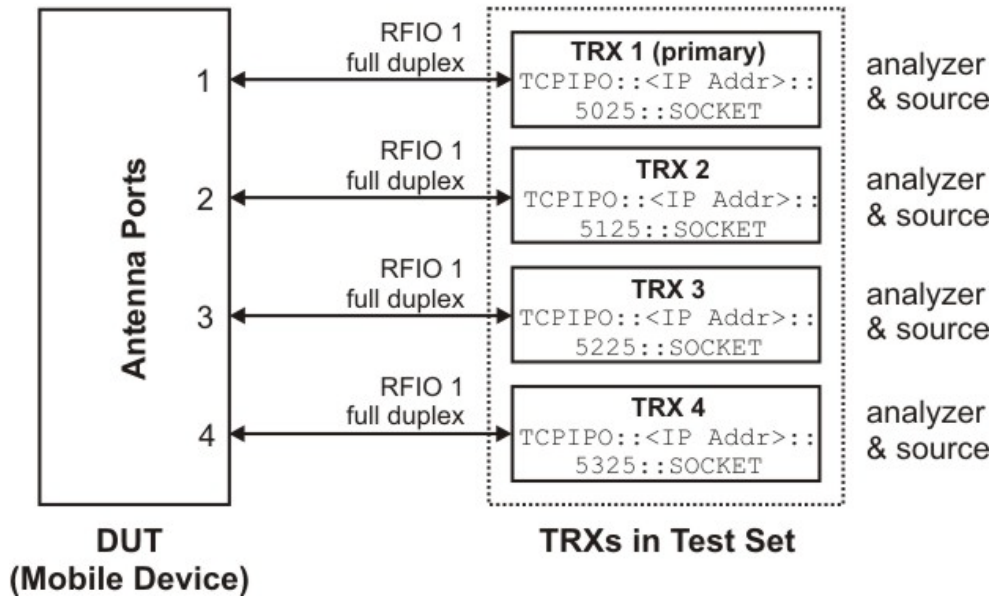 RFIO 1
full duplex
1
TRX 1 (primary)
TCPIPO::<IP Addr>::
5025::SOCKET
analyzer
& source
RFIO 1
full duplex
2
TRX 2
TCPIPO::<IP Addr>::
5125::SOCKET
analyzer
& source
Antenna Ports
RFIO 1
full duplex
3
TRX 3
TCPIPO::<IP Addr>::
5225::SOCKET
analyzer
& source
RFIO 1
full duplex
4
TRX 4
TCPIPO::<IP Addr>::
5325::SOCKET
analyzer
& source
DUT
(Mobile Device)
TRXs in Test Set